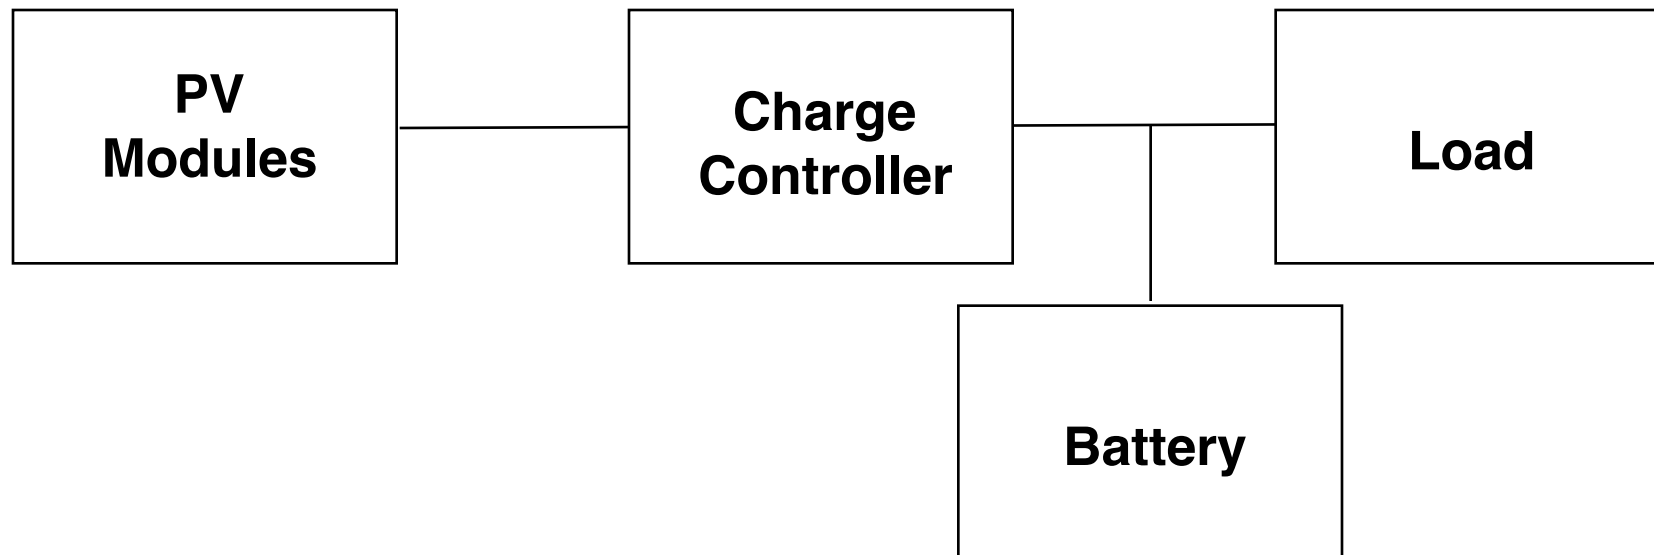 PV
Modules
Charge
Controller
Load
Battery